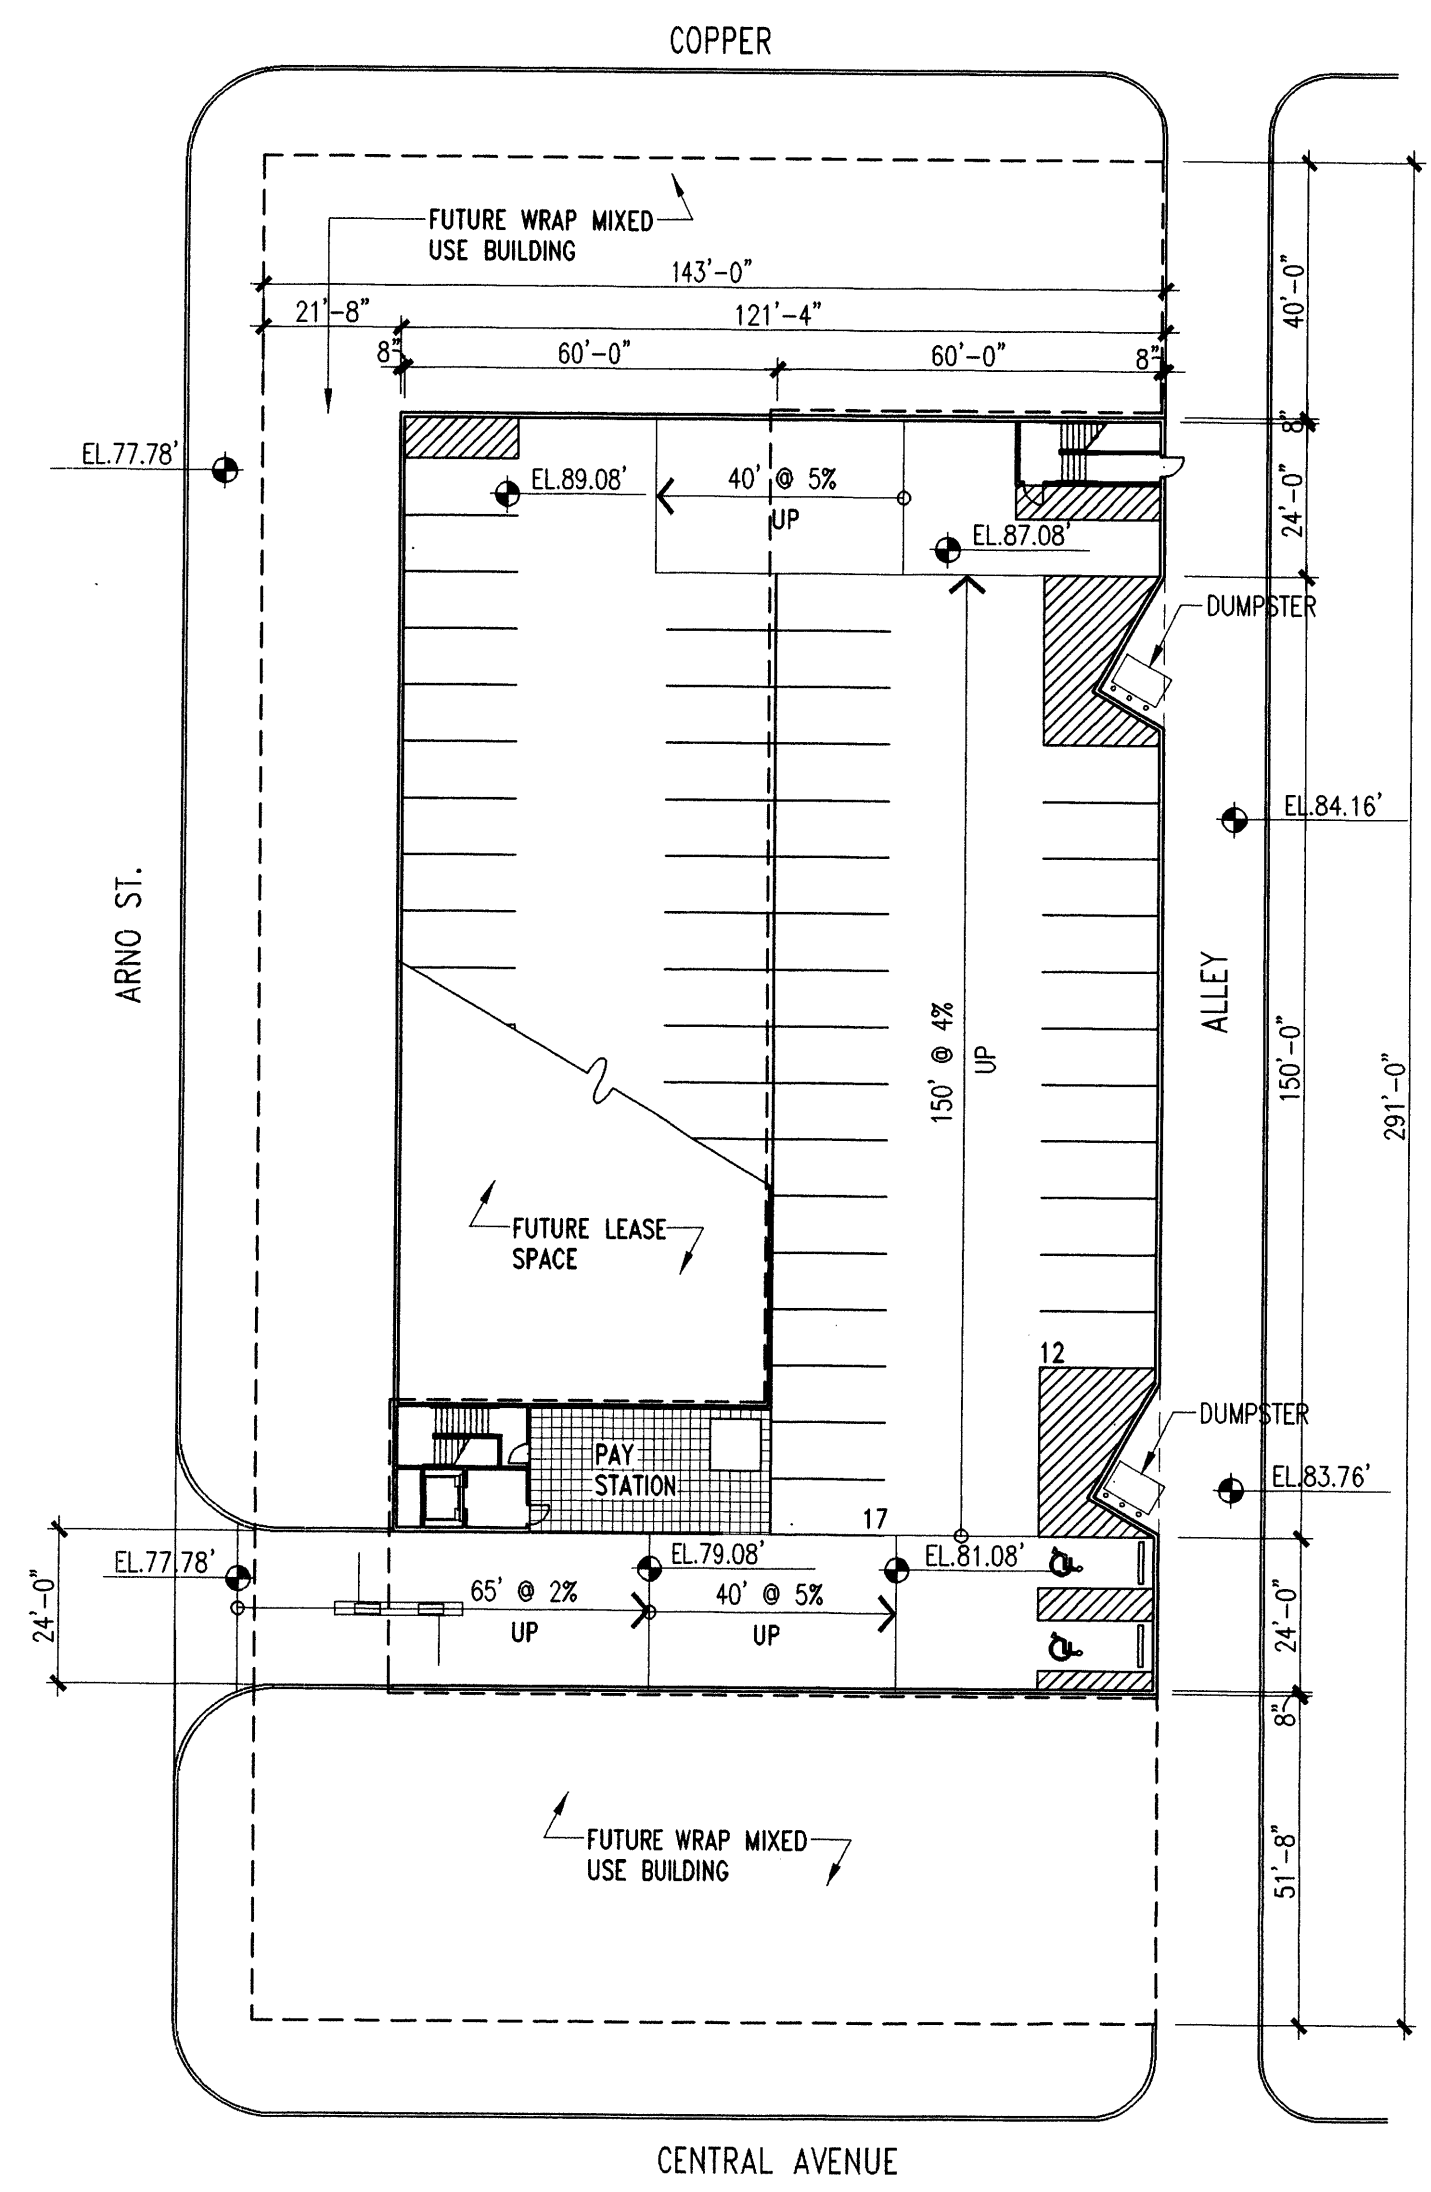 COPPER
FUTURE WRAP MIXED
USE BUILDING
143'-0"
21'-8"
121'-4"
8"
60'-0"
60'-0"
8"
40'-0"
8"
EL.77.78'
EL.89.08'
40' @ 5%
UP
24'-0"
EL.87.08'
DUMPSTER
EL.84.16'
ARNO ST.
ALLEY
150' @ 4%
UP
150'-0"
291'-0"
FUTURE LEASE
SPACE
12
DUMPSTER
PAY
STATION
EL.83.76'
17
EL.77.78'
EL.79.08'
EL.81.08'
24'-0"
65' @ 2%
UP
40' @ 5%
UP
24'-0"
8"
FUTURE WRAP MIXED
USE BUILDING
51'-8"
CENTRAL AVENUE